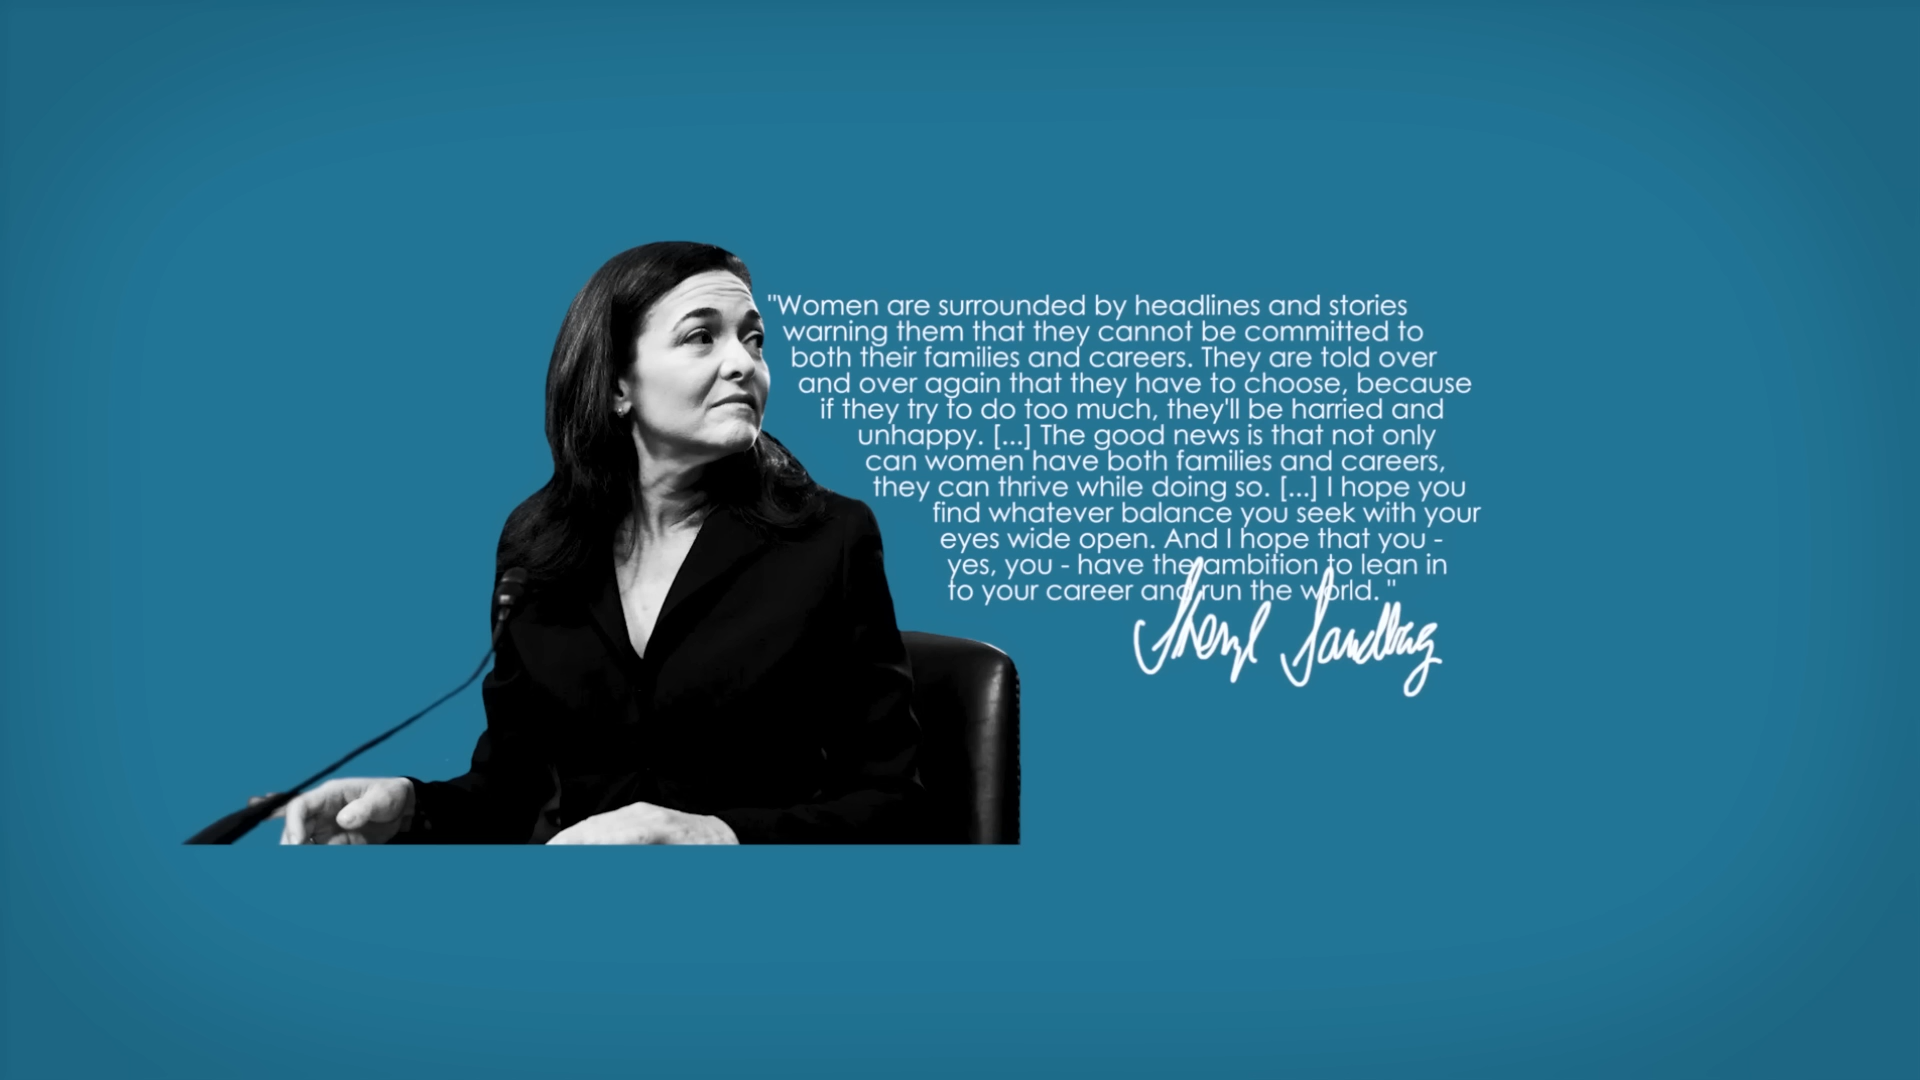 "Women are surrounded by headlines and stories
warning them that they cannot be committed to
both their families and careers. They are told over
and over again that they have to choose, because
if they try to do too much, they'll be harried and
unhappy. [...] The good news is that not only
can women have both families and careers,
they can thrive while doing so. [...] I hope you
find whatever balance you seek with your
eyes wide open. And I hope that you -
yes, you - have the ambition to lean in
to your career and run the world."
Sheryl Sandberg